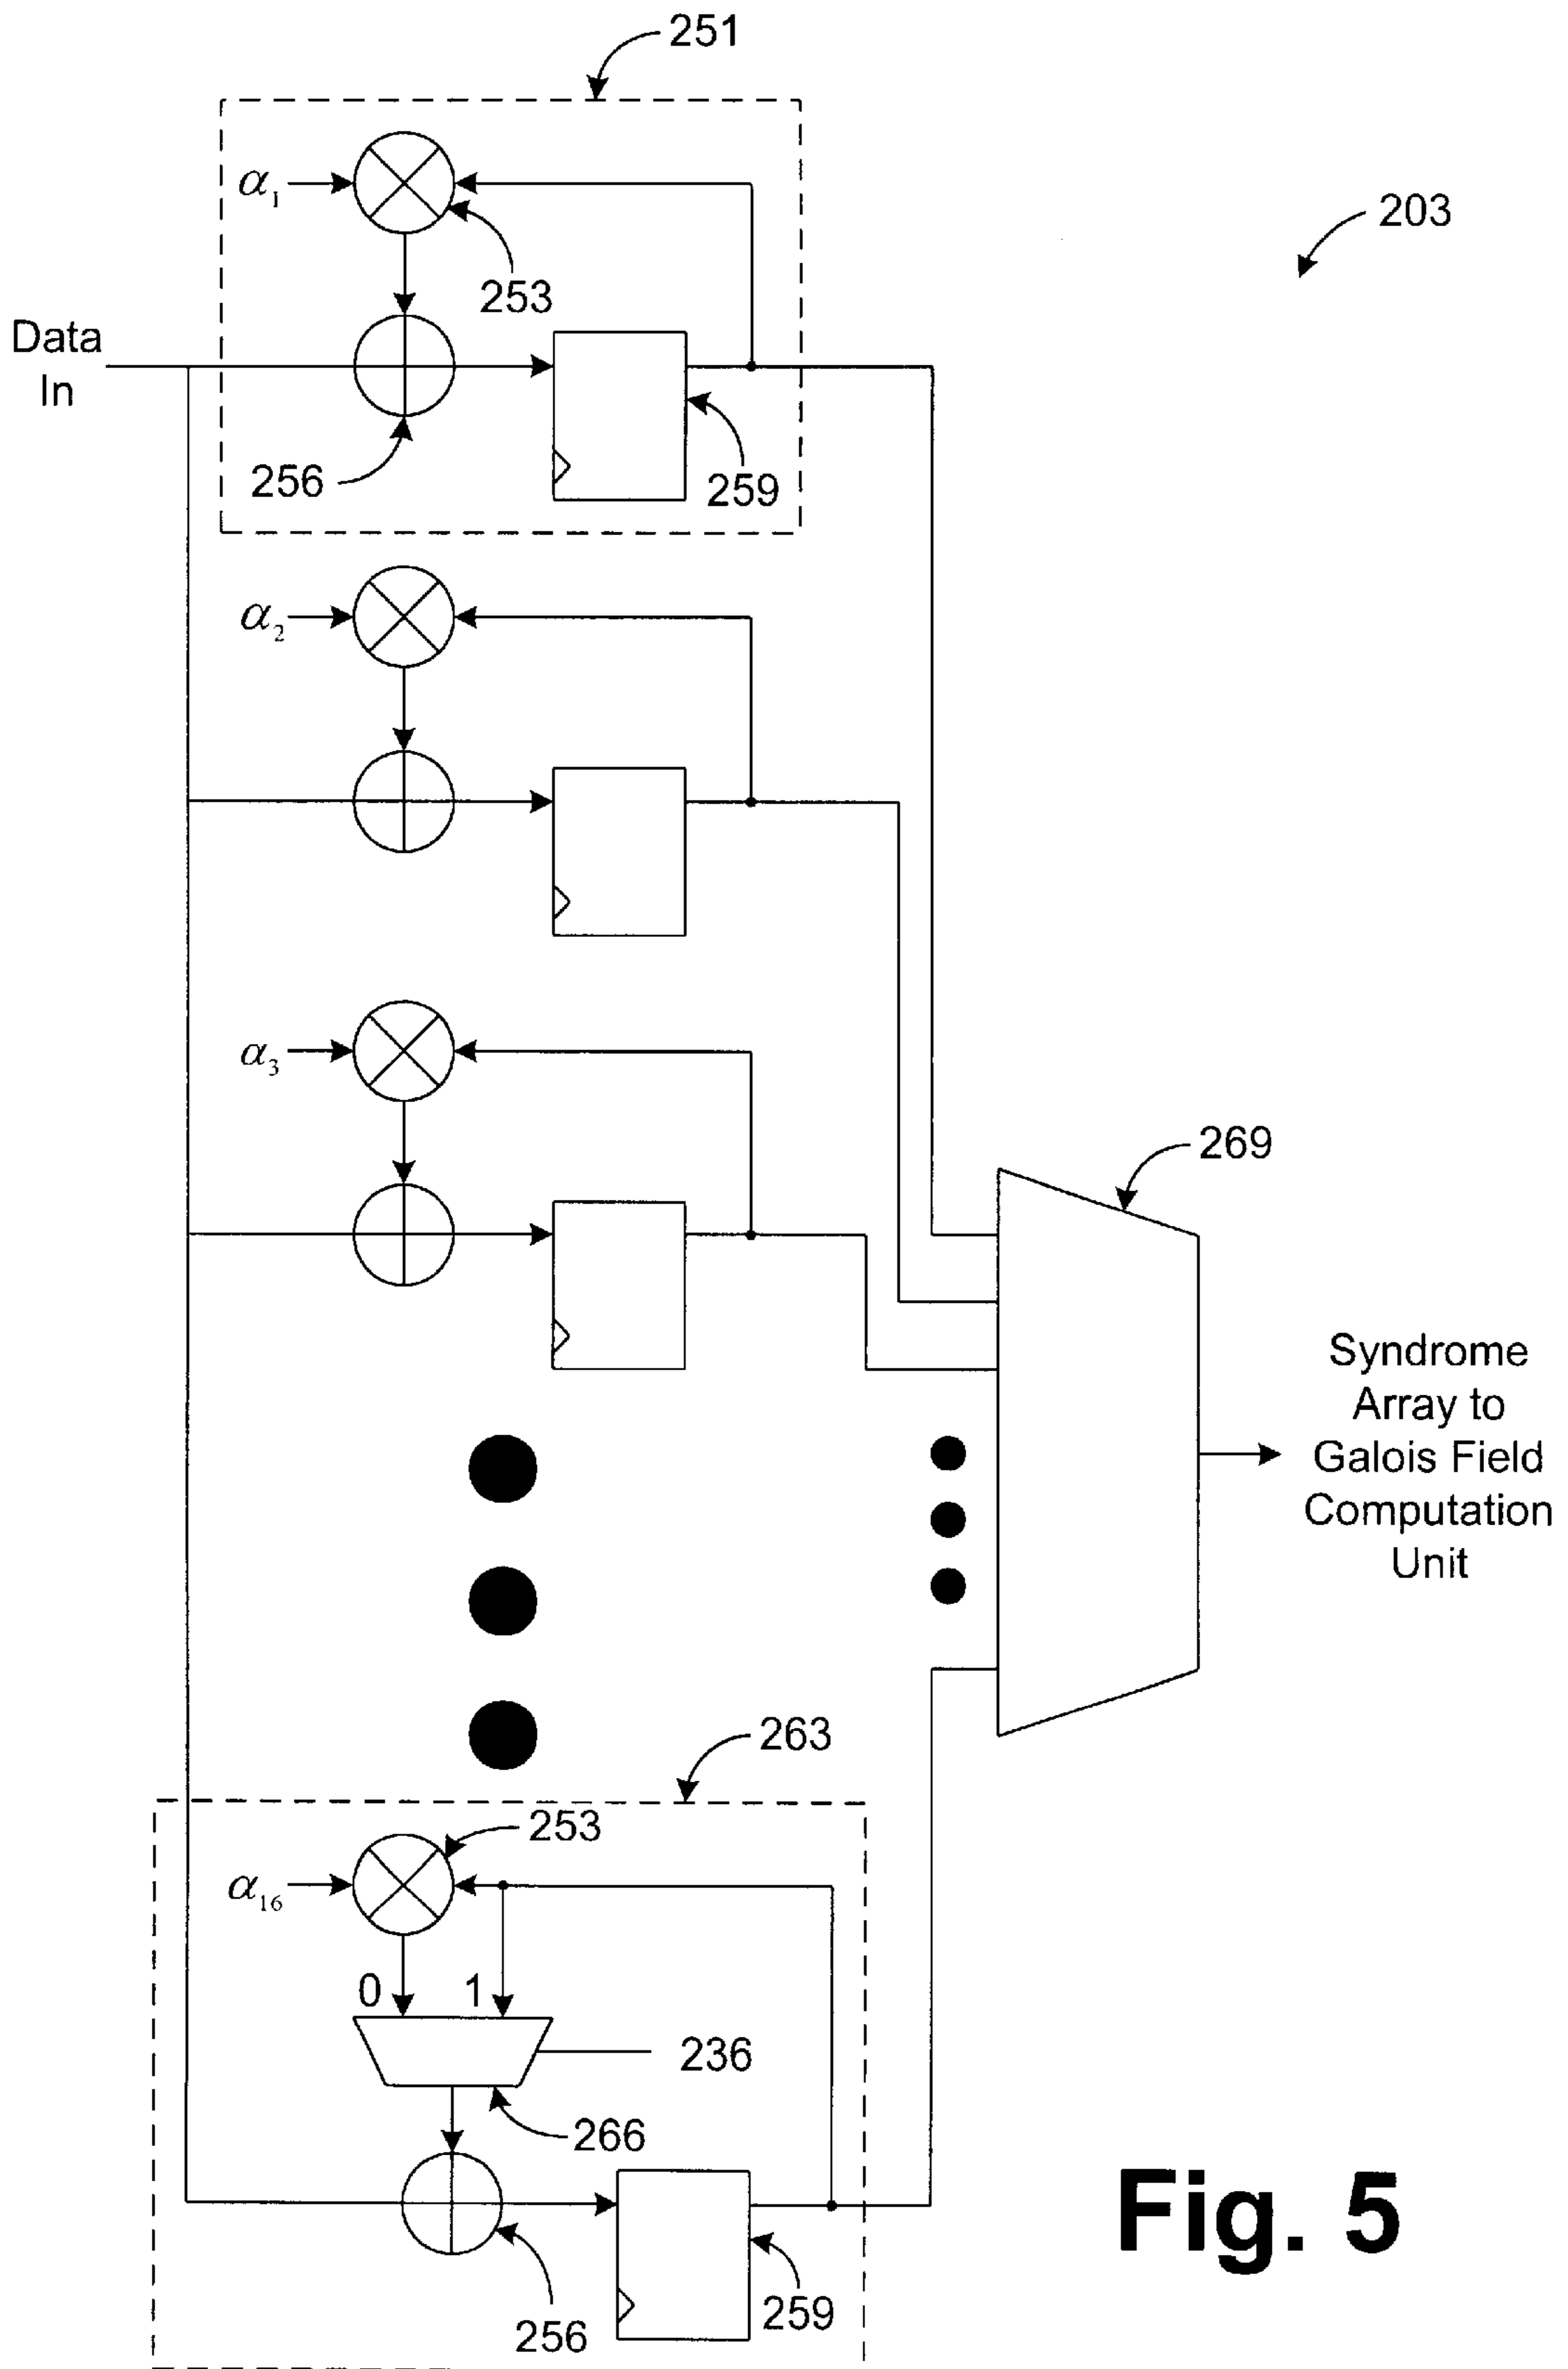 251
α₁
203
253
Data
In
256
259
α₂
α₃
269
Syndrome
Array to
Galois Field
Computation
Unit
263
253
α₁₆
0 1
236
266
256
259
Fig. 5